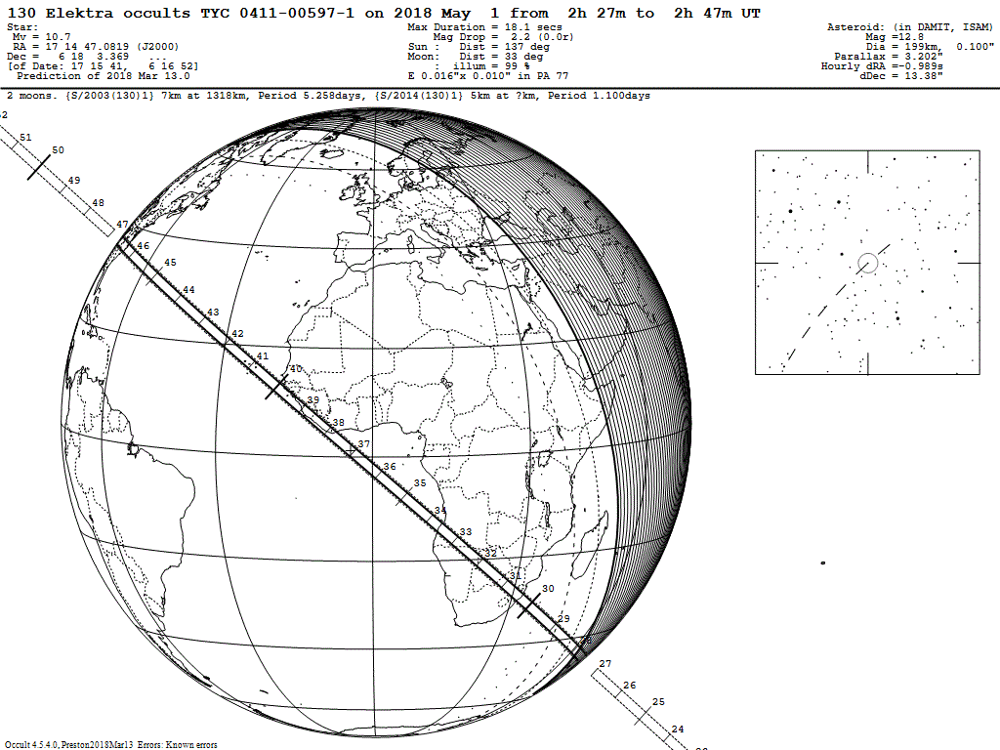 130 Elektra occults TYC 0411-00597-1 on 2018 May  1 from  2h 27m to  2h 47m UT
Star:
Mv = 10.7
RA = 17 14 47.0819 (J2000)
Dec =   6 18  3.369   ...
[of Date: 17 15 41,   6 16 52]
Prediction of 2018 Mar 13.0
Max Duration = 18.1 secs
Mag Drop =  2.2 (0.0r)
Sun :   Dist = 137 deg
Moon:   Dist = 33 deg
:  illum = 99 %
E 0.016"x 0.010" in PA 77
Asteroid:  (in DAMIT, ISAM)
Mag =12.8
Dia = 199km,  0.100"
Parallax = 3.202"
Hourly dRA =-0.989s
dDec = 13.38"
2 moons. {S/2003(130)1} 7km at 1318km, Period 5.258days, {S/2014(130)1} 5km at ?km, Period 1.100days
51
50
49
48
47
46
45
44
43
42
41
40
39
38
37
36
35
34
33
32
31
30
29
27
26
25
24
Occult 4.5.4.0, Preston2018Mar13  Errors: Known errors